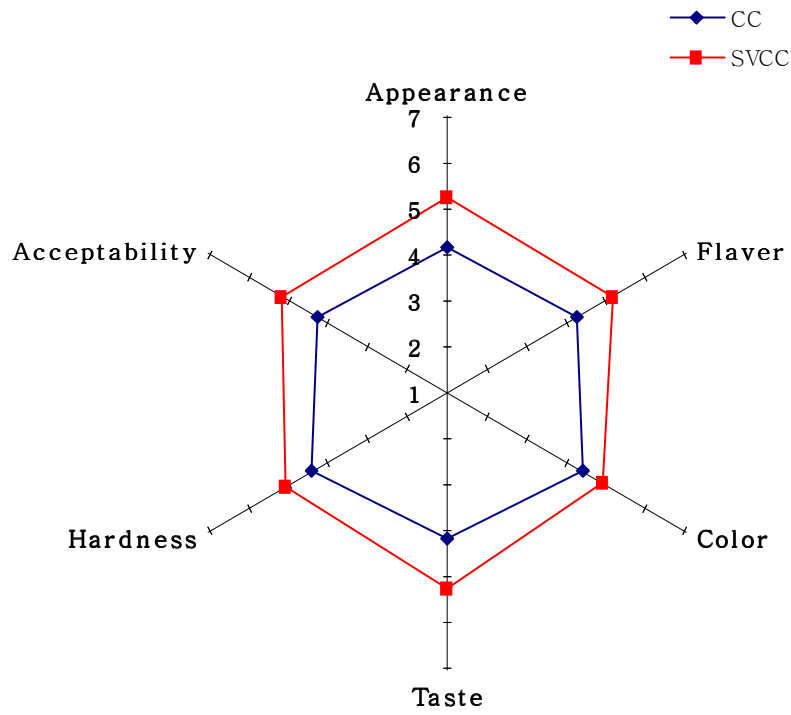 CC
SVCC
Appearance
7
6
5
4
3
2
1
Acceptability
Flaver
Hardness
Color
Taste